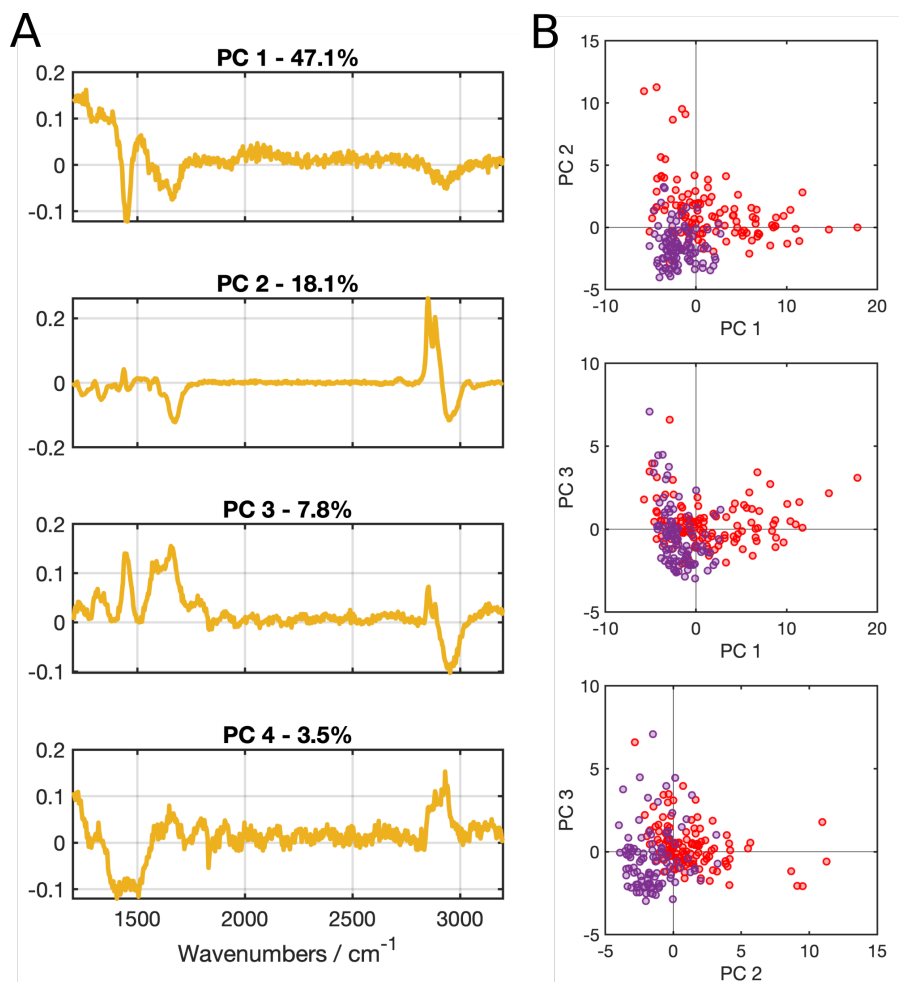 A
PC 1 - 47.1%
0.2
0.1
0
-0.1
PC 2 - 18.1%
0.2
0
-0.2
PC 3 - 7.8%
0.2
0.1
0
-0.1
PC 4 - 3.5%
0.2
0.1
0
-0.1
1500 2000 2500 3000
Wavenumbers / cm⁻¹
B
15
10
5
0
-5
PC 2
-10 0 10 20
PC 1
10
5
0
-5
PC 3
-10 0 10 20
PC 1
10
5
0
-5
PC 3
-5 0 5 10 15
PC 2